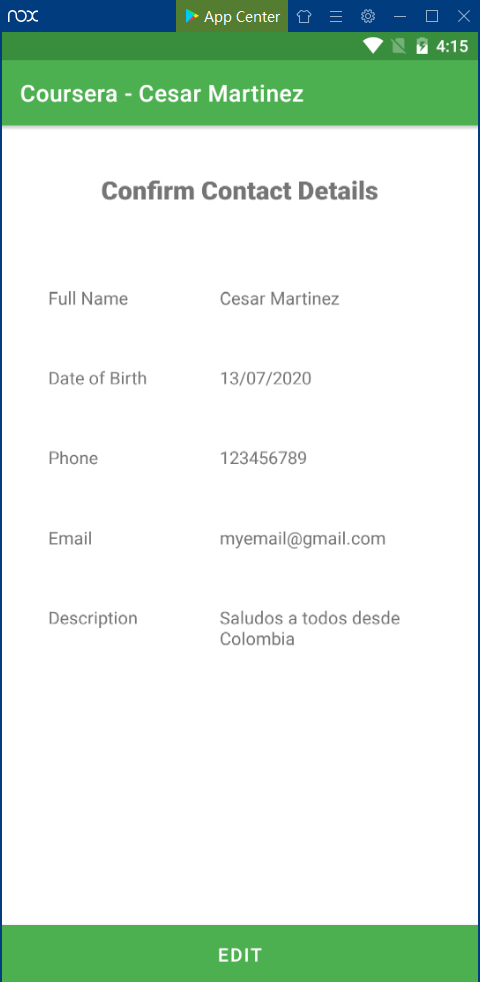 nox App Center
4:15
Coursera - Cesar Martinez
Confirm Contact Details
Full Name Cesar Martinez
Date of Birth 13/07/2020
Phone 123456789
Email myemail@gmail.com
Description Saludos a todos desde
Colombia
EDIT